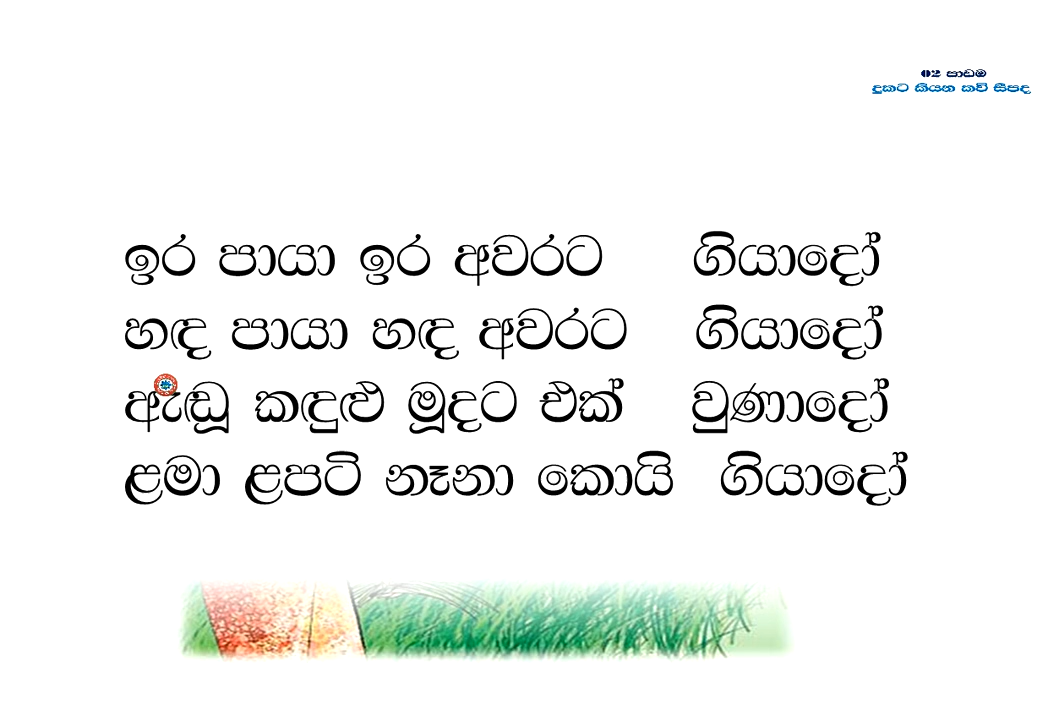 02 පාඩම
දුකට කියන කවි සීපද
ඉර පායා ඉර අවරට ගියාදෝ
හඳ පායා හඳ අවරට ගියාදෝ
ඇඬූ කඳුළු මූදට එක් වුණාදෝ
ළමා ළපටි නෑනා කොයි ගියාදෝ